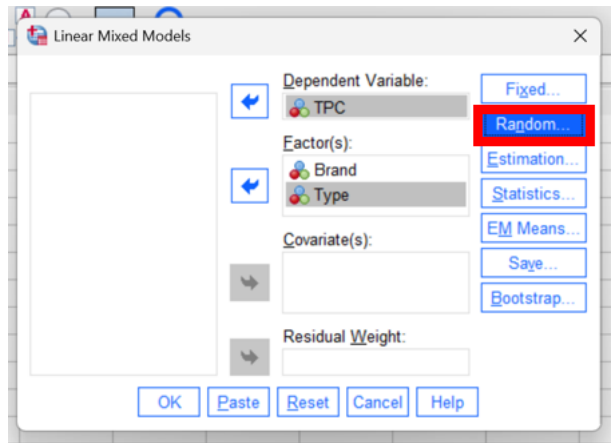 A
Linear Mixed Models
Dependent Variable:
TPC
Factor(s):
Brand
Type
Covariate(s):
Residual Weight:
Fixed...
Random...
Estimation...
Statistics...
EM Means...
Save...
Bootstrap...
OK Paste Reset Cancel Help